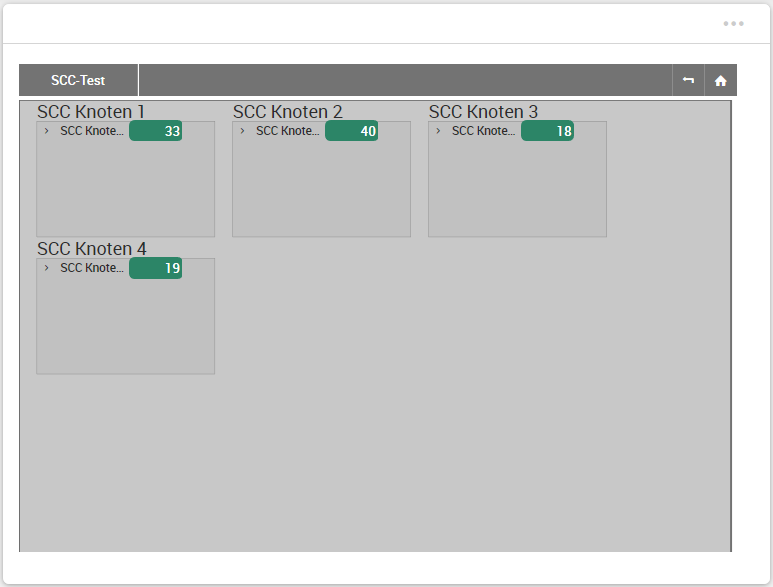 SCC-Test
SCC Knoten 1
SCC Knote... 33
SCC Knoten 2
SCC Knote... 40
SCC Knoten 3
SCC Knote... 18
SCC Knoten 4
SCC Knote... 19